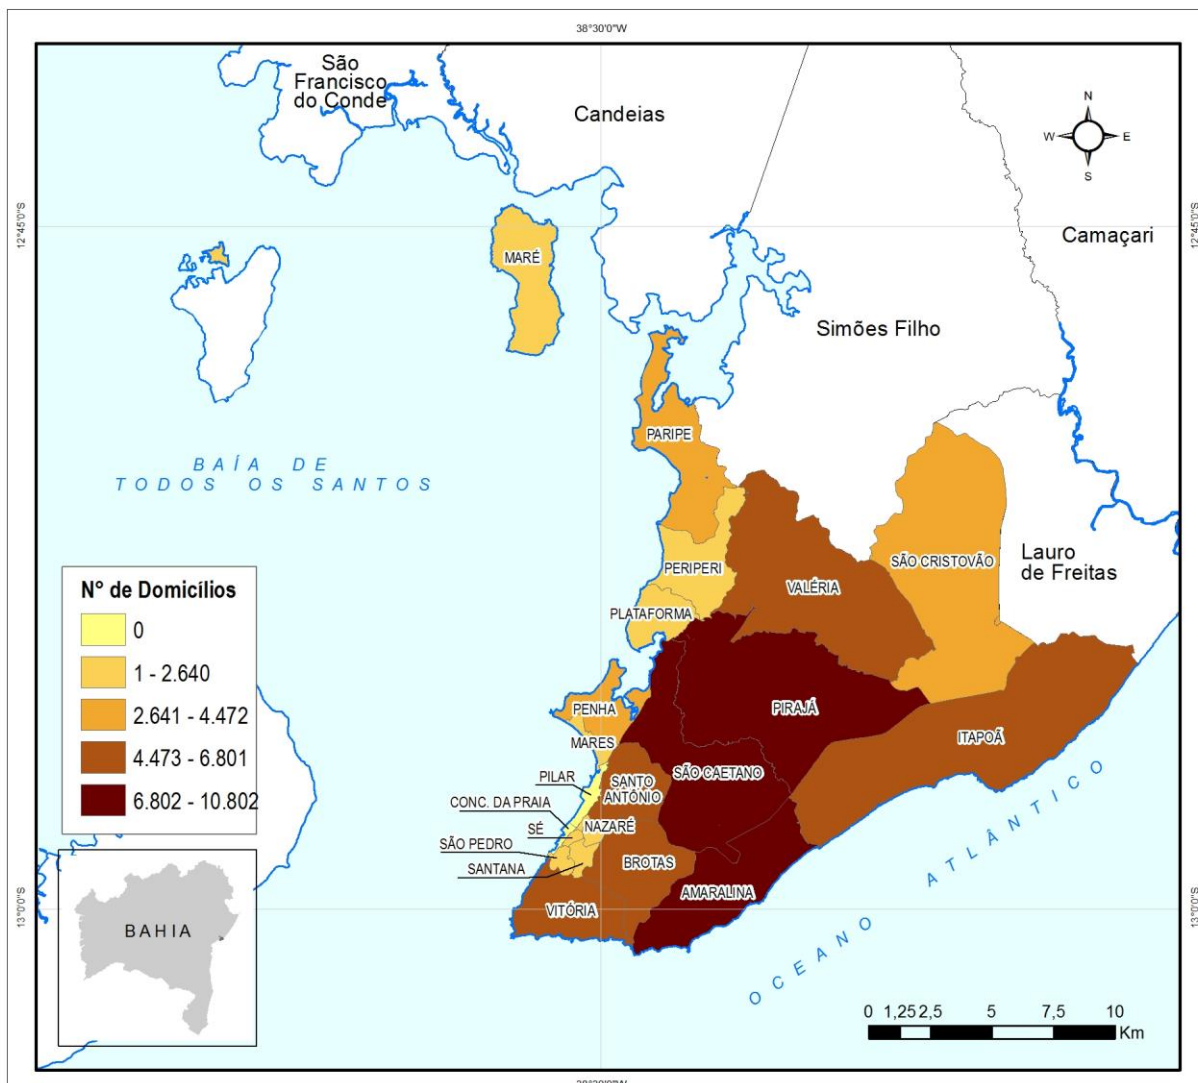 38°30'0"W
São
Francisco
do Conde
Candeias
N
W
E
S
12°45'0"S
12°45'0"S
Camaçari
MARÉ
Simões Filho
PARIPE
BAÍA DE
TODOS OS SANTOS
SÃO CRISTOVÃO
Lauro
de Freitas
PERIPERI
VALÉRIA
PLATAFORMA
N° de Domicílios
0
1 - 2.640
2.641 - 4.472
4.473 - 6.801
6.802 - 10.802
PENHA
PIRAJÁ
ITAPOÃ
MARES
SÃO CAETANO
PILAR
SANTO
ANTÔNIO
CONC. DA PRAIA
NAZARÉ
SÉ
SÃO PEDRO
SANTANA
BROTAS
AMARALINA
VITÓRIA
OCEANO ATLÂNTICO
13°0'0"S
13°0'0"S
BAHIA
0 1,25 2,5 5 7,5 10
Km